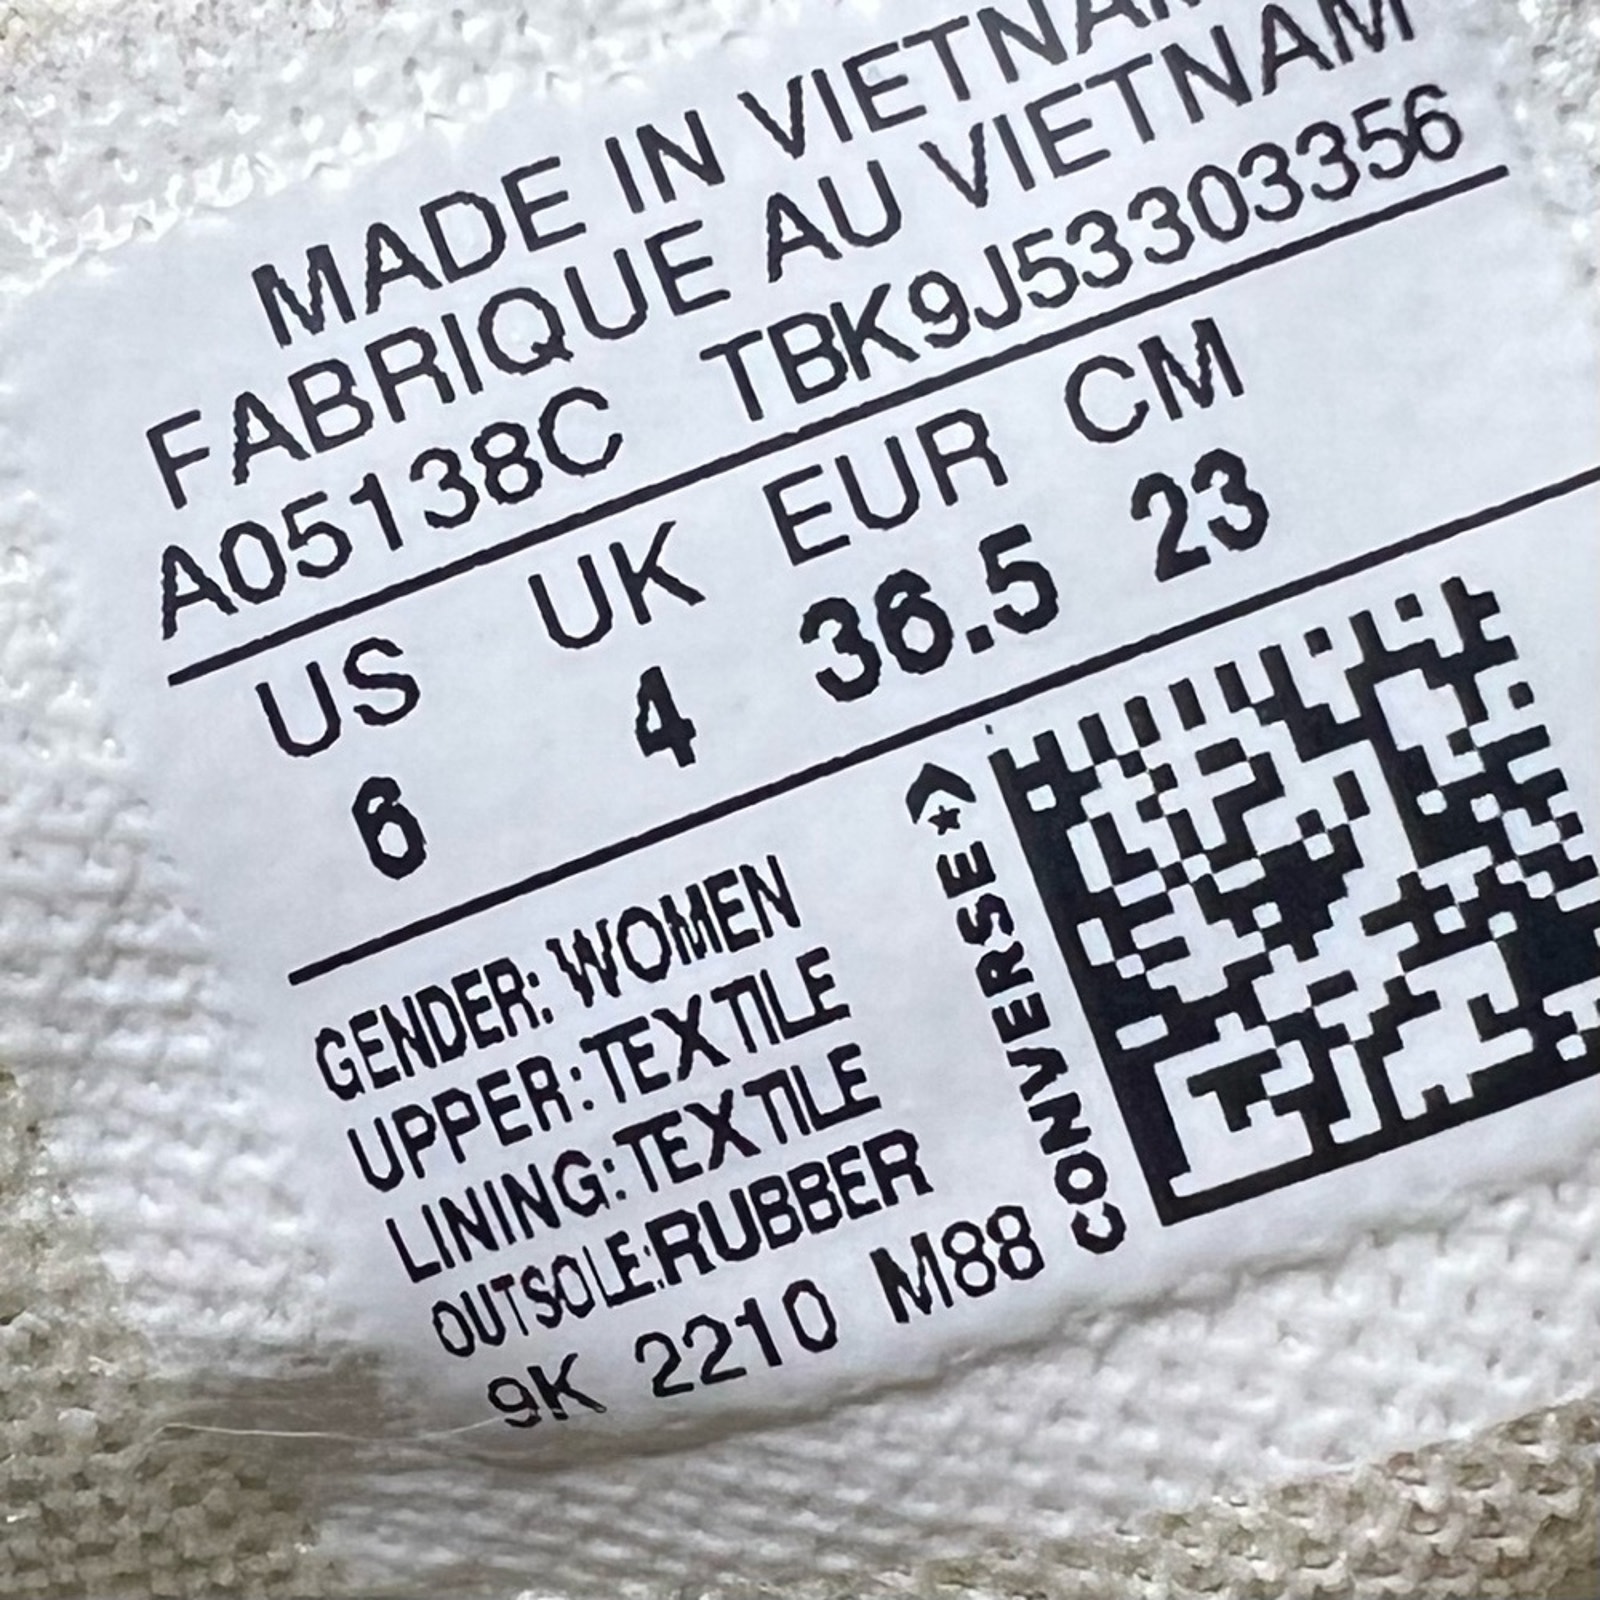 MADE IN VIETNAM
FABRIQUE AU VIETNAM
A05138C TBK9J53303356
US UK EUR CM
6 4 36.5 23
GENDER: WOMEN
UPPER: TEXTILE
LINING: TEXTILE
OUTSOLE: RUBBER
9K 2210 M88
CONVERSE